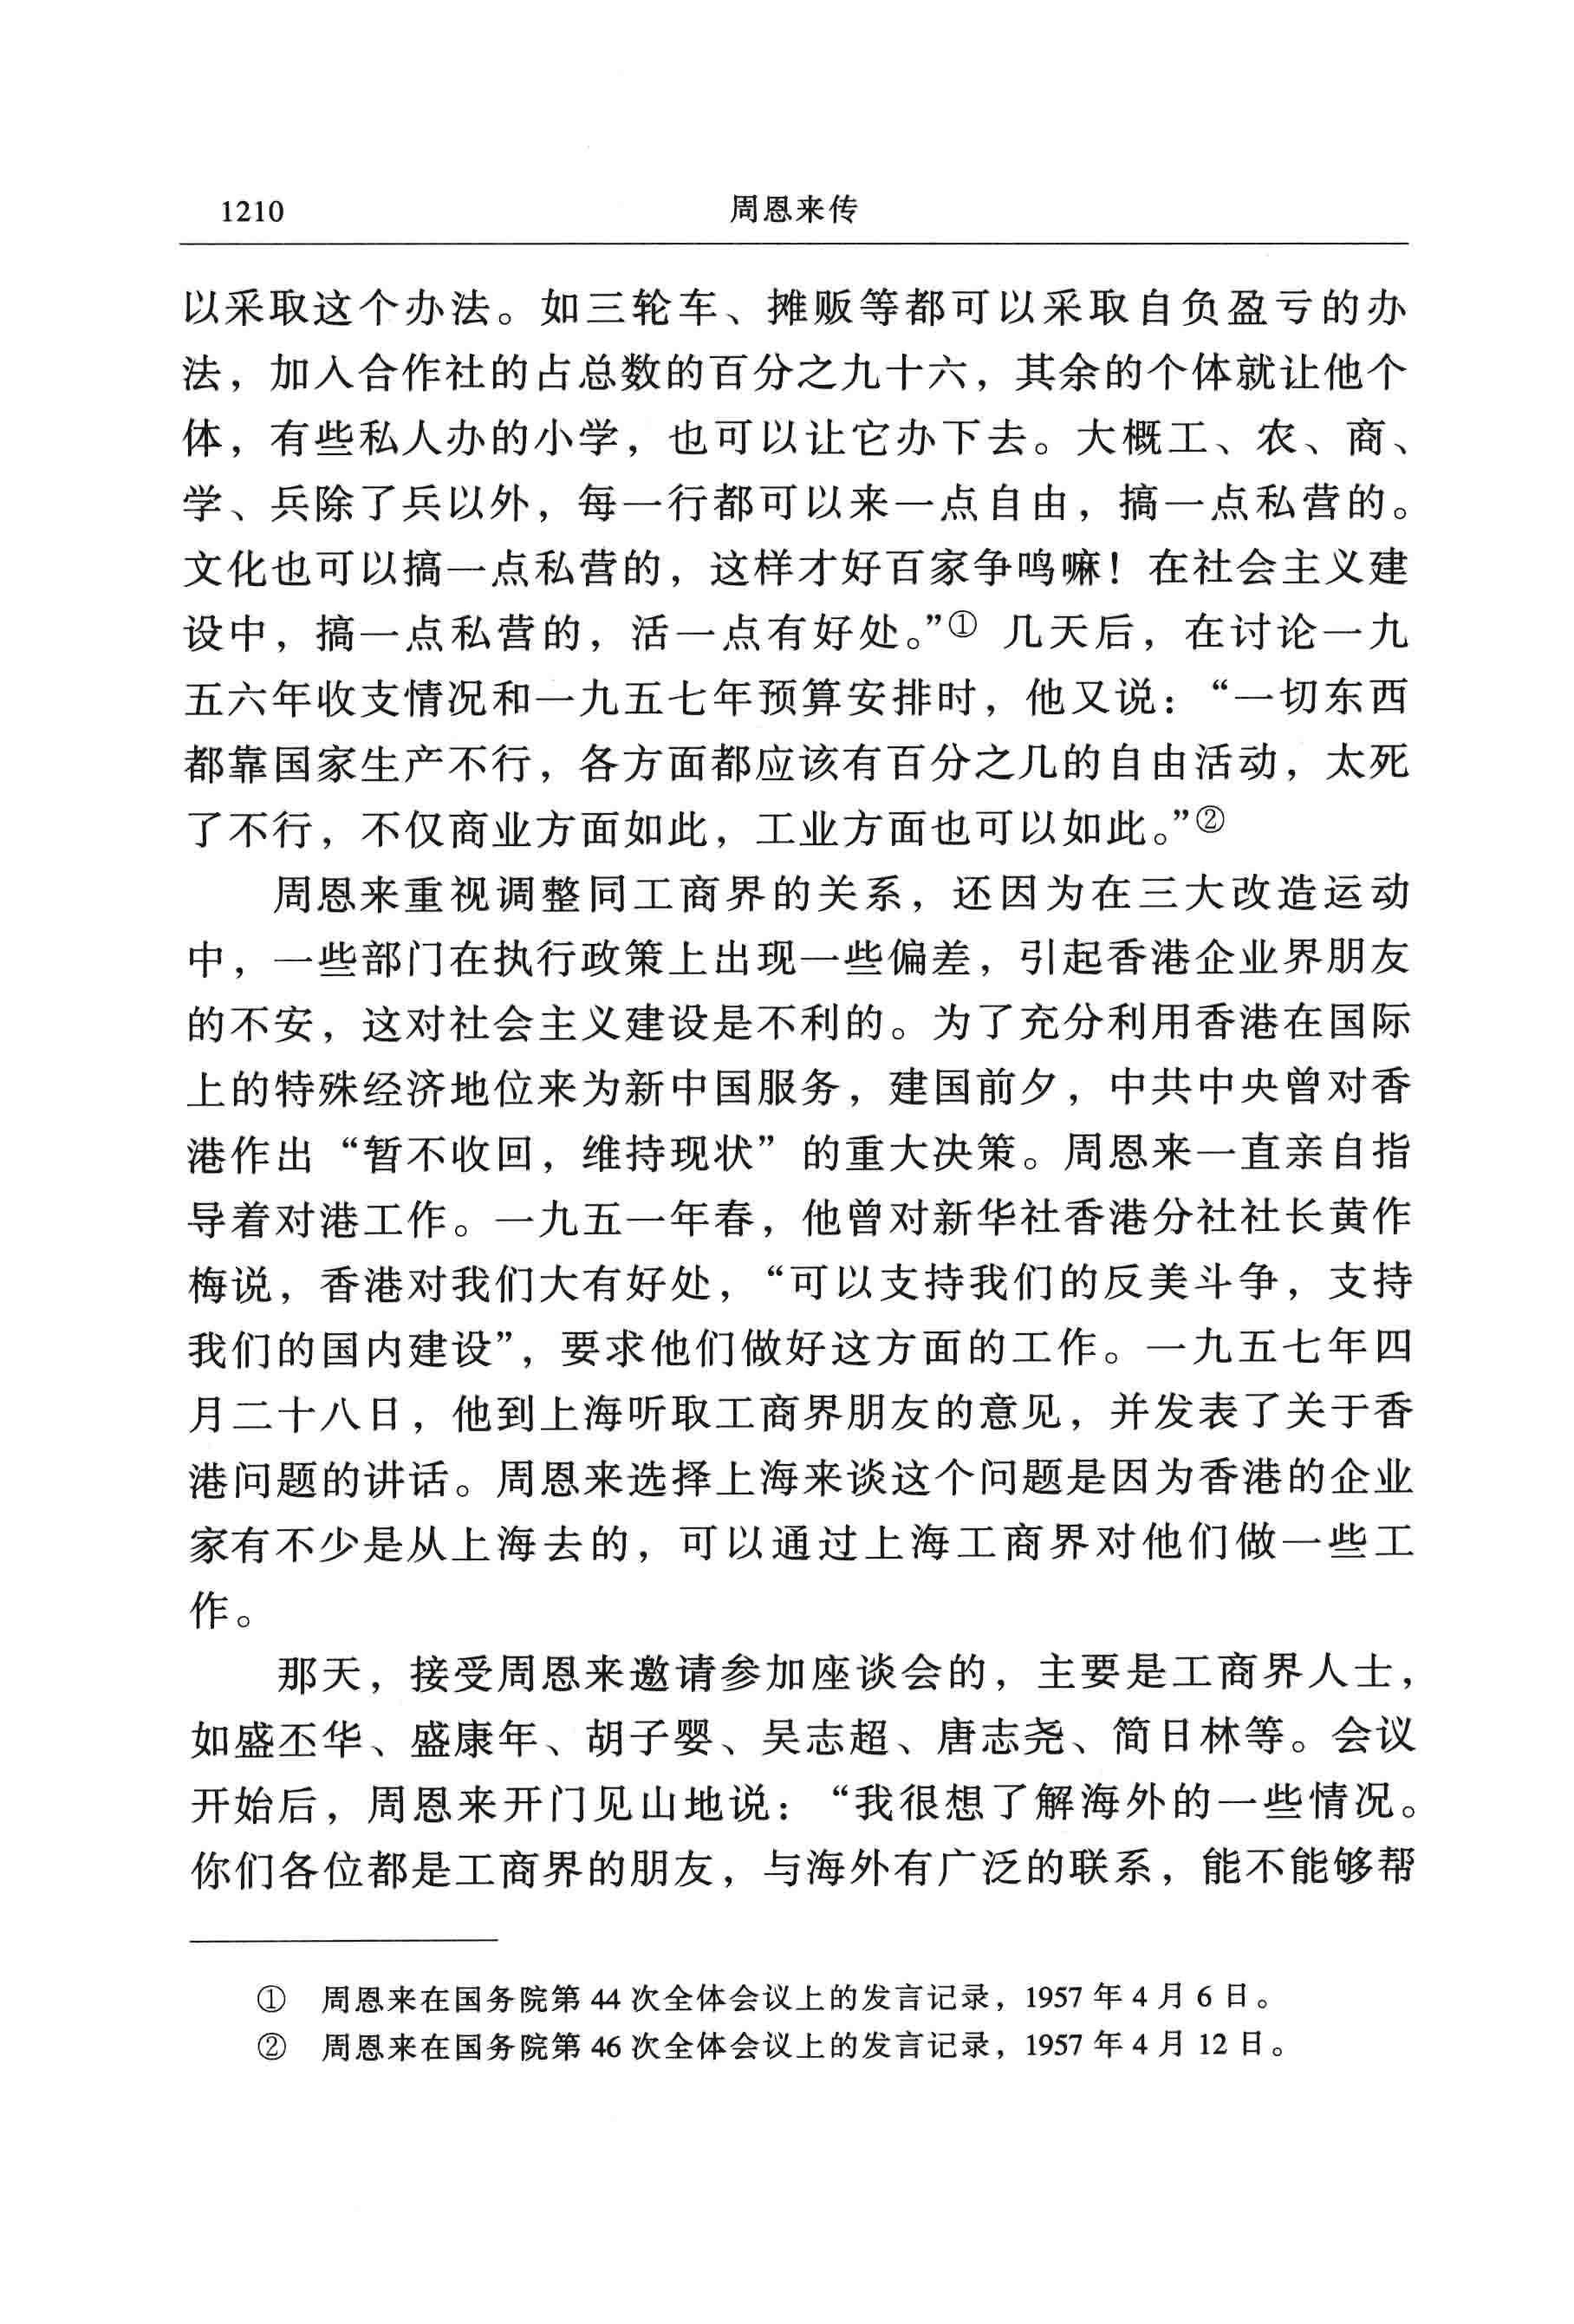 1210 周恩来传
以采取这个办法。如三轮车、摊贩等都可以采取自负盈亏的办
法，加入合作社的占总数的百分之九十六，其余的个体就让他个
体，有些私人办的小学，也可以让它办下去。大概工、农、商、
学、兵除了兵以外，每一行都可以来一点自由，搞一点私营的。
文化也可以搞一点私营的，这样才好百家争鸣嘛！在社会主义建
设中，搞一点私营的，活一点有好处。”① 几天后，在讨论一九
五六年收支情况和一九五七年预算安排时，他又说：“一切东西
都靠国家生产不行，各方面都应该有百分之几的自由活动，太死
了不行，不仅商业方面如此，工业方面也可以如此。”②
周恩来重视调整同工商界的关系，还因为在三大改造运动
中，一些部门在执行政策上出现一些偏差，引起香港企业界朋友
的不安，这对社会主义建设是不利的。为了充分利用香港在国际
上的特殊经济地位来为新中国服务，建国前夕，中共中央曾对香
港作出“暂不收回，维持现状”的重大决策。周恩来一直亲自指
导着对港工作。一九五一年春，他曾对新华社香港分社社长黄作
梅说，香港对我们大有好处，“可以支持我们的反美斗争，支持
我们的国内建设”，要求他们做好这方面的工作。一九五七年四
月二十八日，他到上海听取工商界朋友的意见，并发表了关于香
港问题的讲话。周恩来选择上海来谈这个问题是因为香港的企业
家有不少是从上海去的，可以通过上海工商界对他们做一些工
作。
那天，接受周恩来邀请参加座谈会的，主要是工商界人士，
如盛丕华、盛康年、胡子婴、吴志超、唐志尧、简日林等。会议
开始后，周恩来开门见山地说：“我很想了解海外的一些情况。
你们各位都是工商界的朋友，与海外有广泛的联系，能不能够帮
① 周恩来在国务院第 44 次全体会议上的发言记录，1957 年 4 月 6 日。
② 周恩来在国务院第 46 次全体会议上的发言记录，1957 年 4 月 12 日。